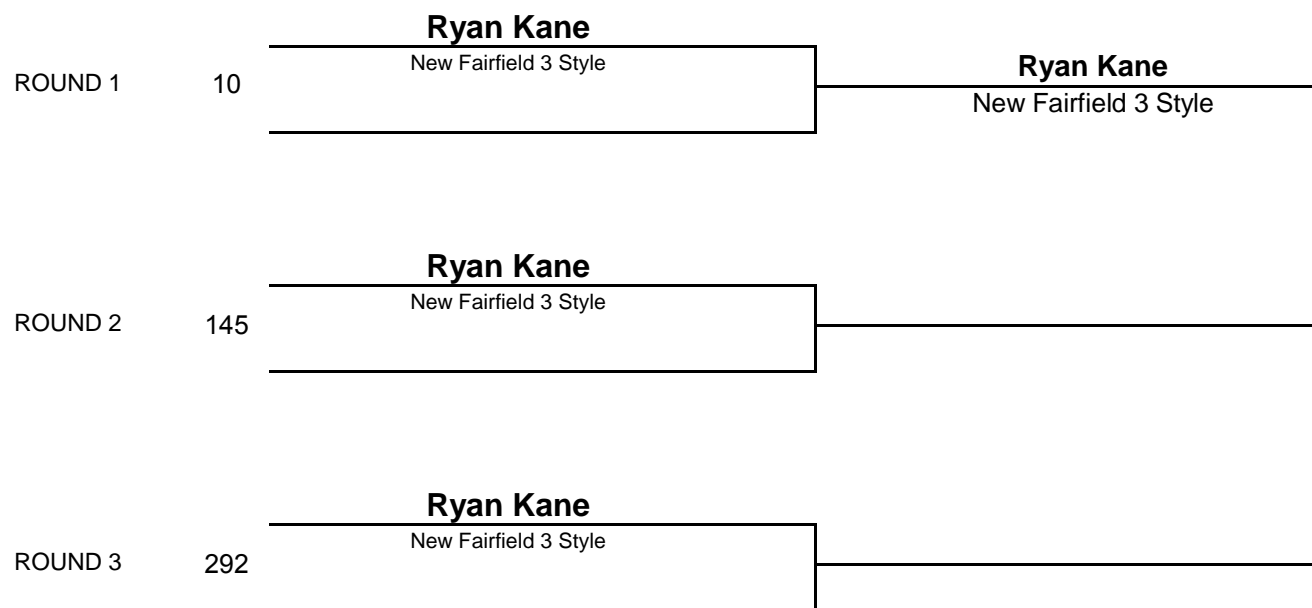 Ryan Kane
New Fairfield 3 Style
ROUND 1 10
Ryan Kane
New Fairfield 3 Style
Ryan Kane
New Fairfield 3 Style
ROUND 2 145
Ryan Kane
New Fairfield 3 Style
ROUND 3 292